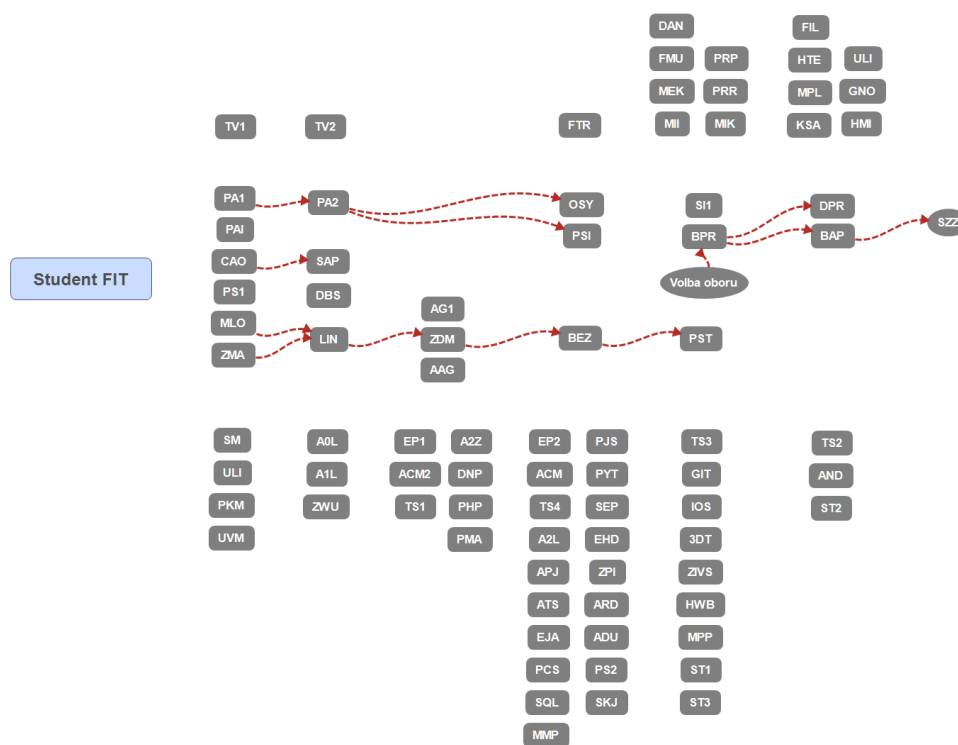 DAN
FIL
FMU
PRP
HTE
ULI
MEK
PRR
MPL
GNO
TV1
TV2
FTR
MII
MIK
KSA
HMI
PA1
PA2
OSY
SI1
DPR
PAI
PSI
BPR
BAP
SZZ
CAO
SAP
Student FIT
Volba oboru
PS1
DBS
MLO
AG1
LIN
ZDM
BEZ
PST
ZMA
AAG
SM
A0L
EP1
A2Z
EP2
PJS
TS3
TS2
ULI
A1L
ACM2
DNP
ACM
PYT
GIT
AND
PKM
ZWU
TS1
PHP
TS4
SEP
IOS
ST2
UVM
PMA
A2L
EHD
3DT
APJ
ZPI
ZIVS
ATS
ARD
HWB
EJA
ADU
MPP
PCS
PS2
ST1
SQL
SKJ
ST3
MMP